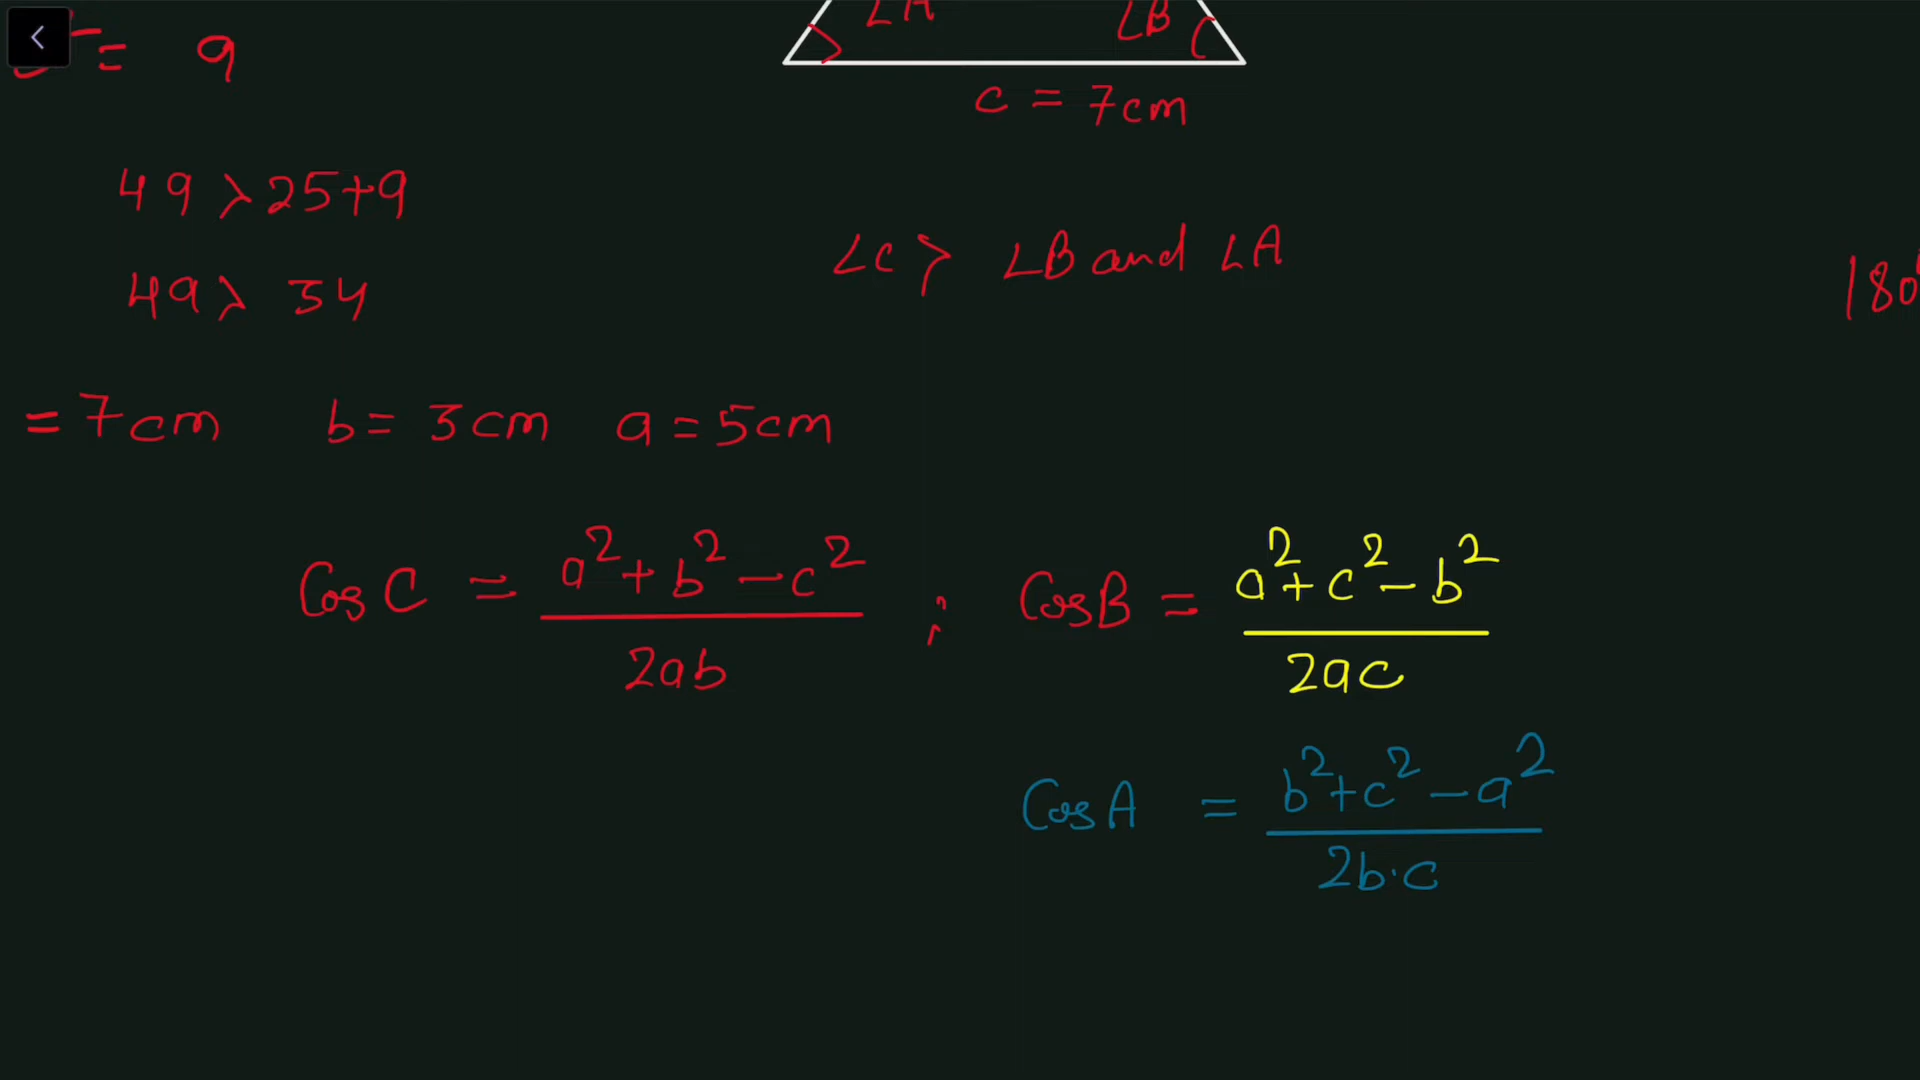 = 9
∠A ∠B
c = 7cm
49 > 25+9
∠C > ∠B and ∠A
180
49 > 34
= 7cm b = 3cm a = 5cm
Cos C = a²+b²-c² / 2ab ; Cos B = a²+c²-b² / 2ac
Cos A = b²+c²-a² / 2b·c